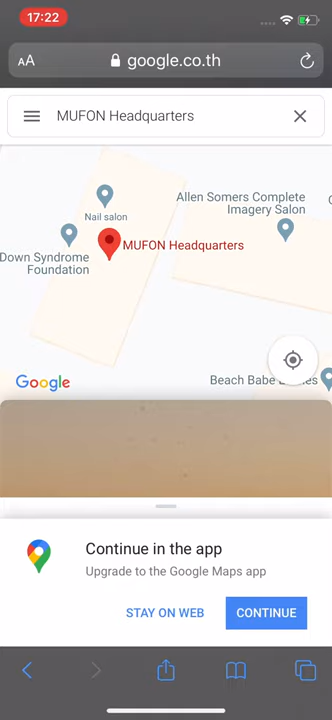 17:22
AA
google.co.th
MUFON Headquarters
Nail salon
Allen Somers Complete
Imagery Salon
Down Syndrome
Foundation
MUFON Headquarters
Google
Beach Babe
Continue in the app
Upgrade to the Google Maps app
STAY ON WEB
CONTINUE